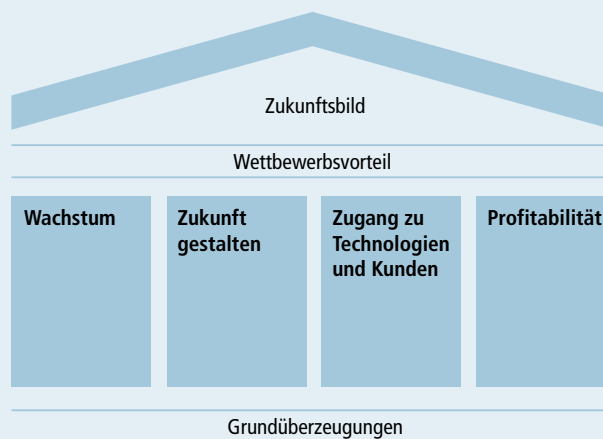 Zukunftsbild
Wettbewerbsvorteil
Wachstum
Zukunft
gestalten
Zugang zu
Technologien
und Kunden
Profitabilität
Grundüberzeugungen